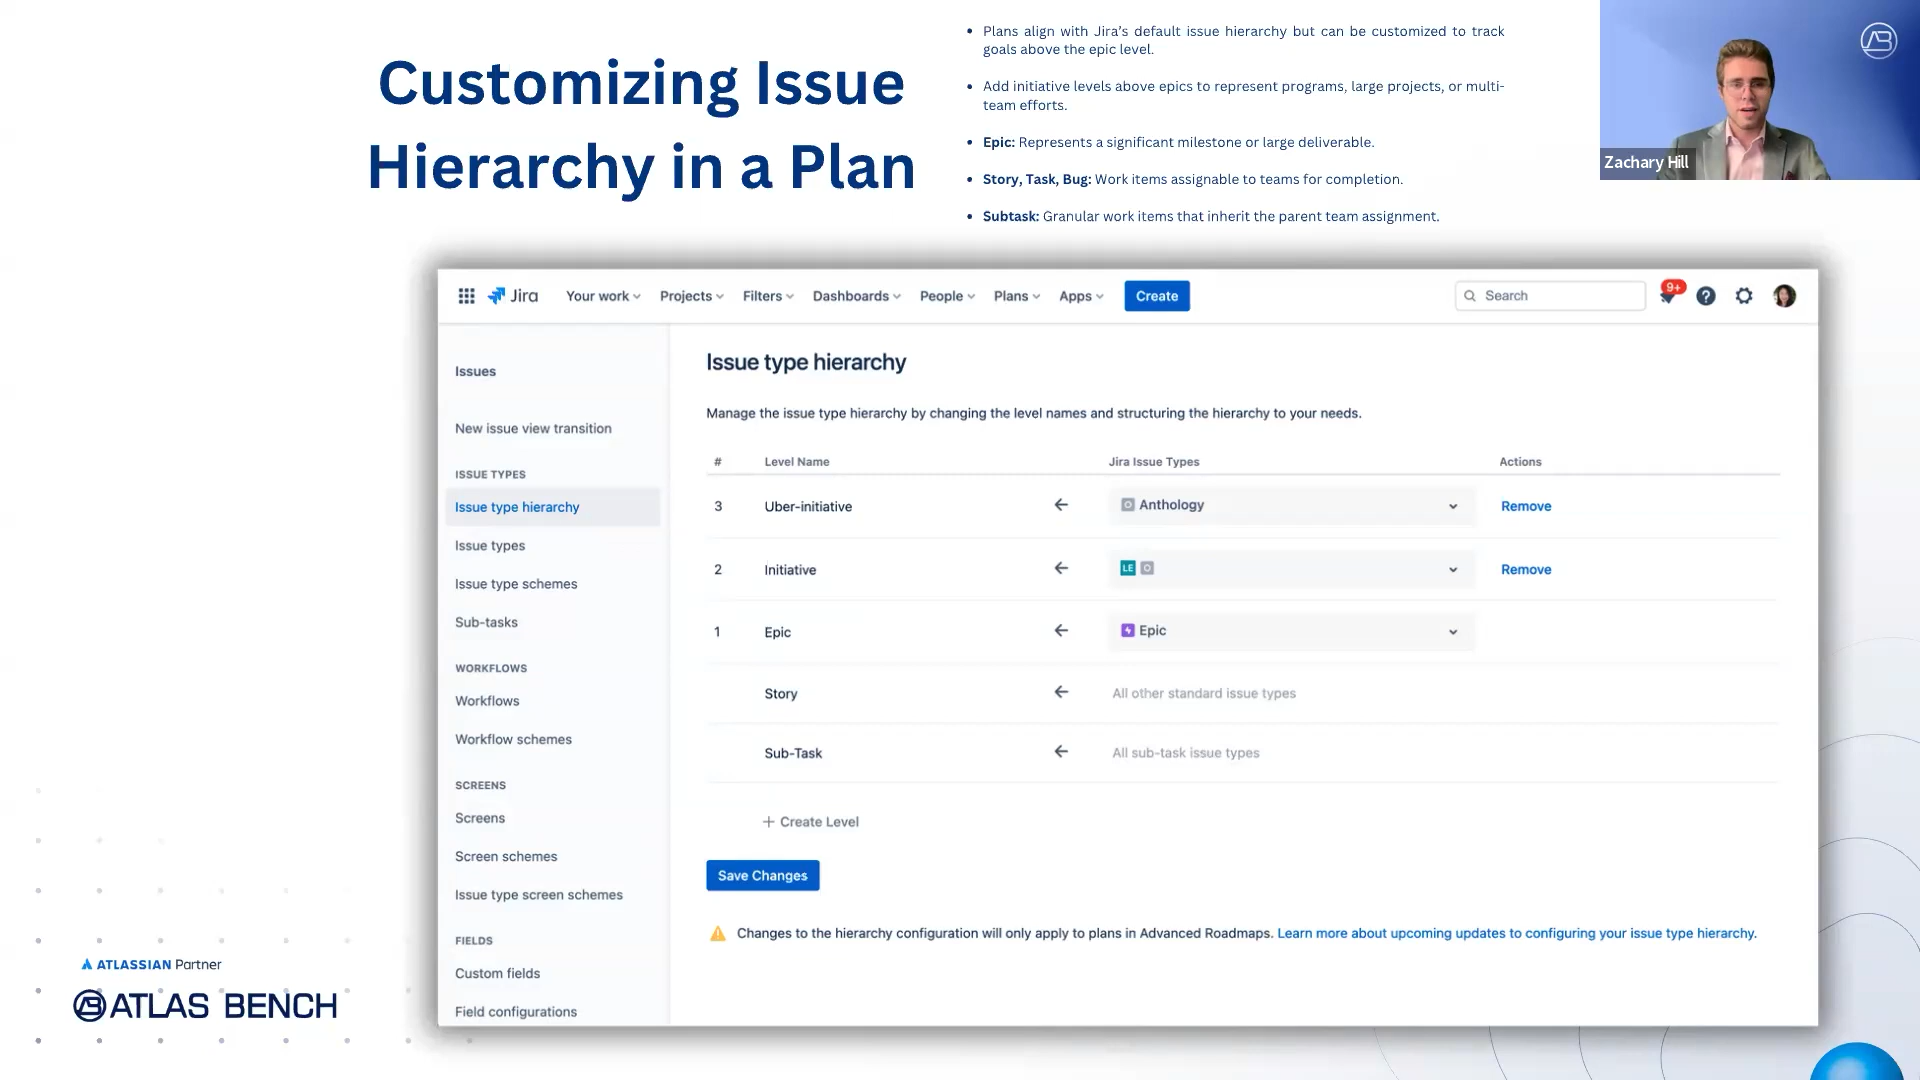 Customizing Issue
Hierarchy in a Plan
• Plans align with Jira's default issue hierarchy but can be customized to track
goals above the epic level.
• Add initiative levels above epics to represent programs, large projects, or multi-
team efforts.
• Epic: Represents a significant milestone or large deliverable.
• Story, Task, Bug: Work items assignable to teams for completion.
• Subtask: Granular work items that inherit the parent team assignment.
Zachary Hill
Jira Your work Projects Filters Dashboards People Plans Apps Create Search 9+
Issues
New issue view transition
ISSUE TYPES
Issue type hierarchy
Issue types
Issue type schemes
Sub-tasks
WORKFLOWS
Workflows
Workflow schemes
SCREENS
Screens
Screen schemes
Issue type screen schemes
FIELDS
Custom fields
Field configurations
Issue type hierarchy
Manage the issue type hierarchy by changing the level names and structuring the hierarchy to your needs.
# Level Name Jira Issue Types Actions
3 Uber-initiative Anthology Remove
2 Initiative LE Remove
1 Epic Epic
Story All other standard issue types
Sub-Task All sub-task issue types
+ Create Level
Save Changes
Changes to the hierarchy configuration will only apply to plans in Advanced Roadmaps. Learn more about upcoming updates to configuring your issue type hierarchy.
ATLASSIAN Partner
ATLAS BENCH